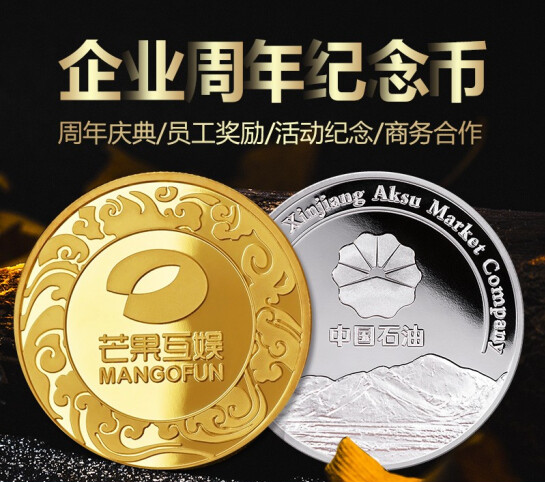 企业周年纪念币
周年庆典/员工奖励/活动纪念/商务合作
芒果互娱
MANGOFUN
Xinjiang Aksu Market Company
中国石油